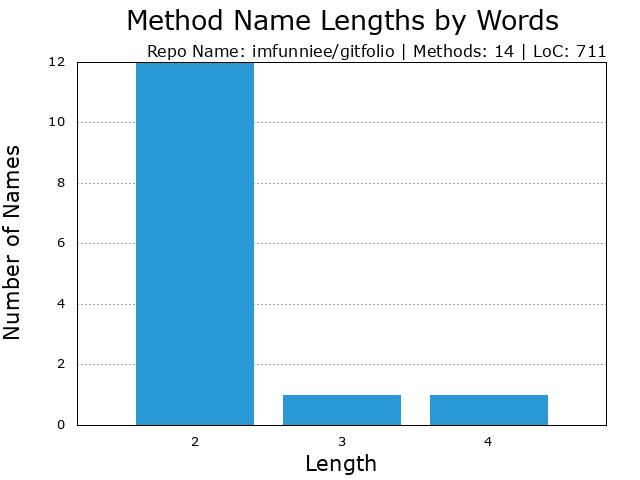 Method Name Lengths by Words
Repo Name: imfunniee/gitfolio | Methods: 14 | LoC: 711
12
10
8
6
4
2
0
Number of Names
2 3 4
Length